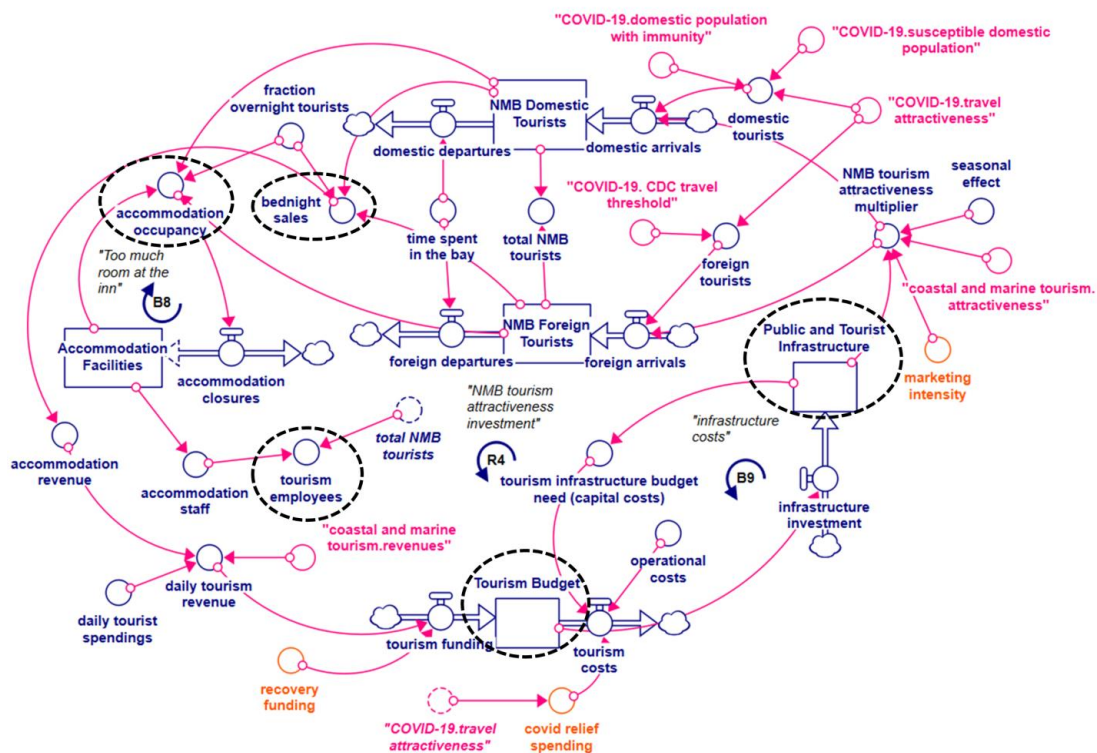 "COVID-19.domestic population
with immunity"
"COVID-19.susceptible domestic
population"
fraction
overnight tourists
NMB Domestic
Tourists
domestic
tourists
"COVID-19.travel
attractiveness"
domestic departures
domestic arrivals
NMB tourism
attractiveness
multiplier
seasonal
effect
accommodation
occupancy
bednight
sales
"COVID-19. CDC travel
threshold"
time spent
in the bay
total NMB
tourists
foreign
tourists
"coastal and marine tourism.
attractiveness"
"Too much
room at the
inn"
B8
Accommodation
Facilities
accommodation
closures
NMB Foreign
Tourists
foreign departures
foreign arrivals
Public and Tourist
Infrastructure
marketing
intensity
"NMB tourism
attractiveness
investment"
R4
"infrastructure
costs"
B9
total NMB
tourists
accommodation
revenue
accommodation
staff
tourism
employees
tourism infrastructure budget
need (capital costs)
infrastructure
investment
"coastal and marine
tourism.revenues"
operational
costs
daily tourism
revenue
daily tourist
spendings
Tourism Budget
tourism funding
tourism
costs
recovery
funding
"COVID-19.travel
attractiveness"
covid relief
spending